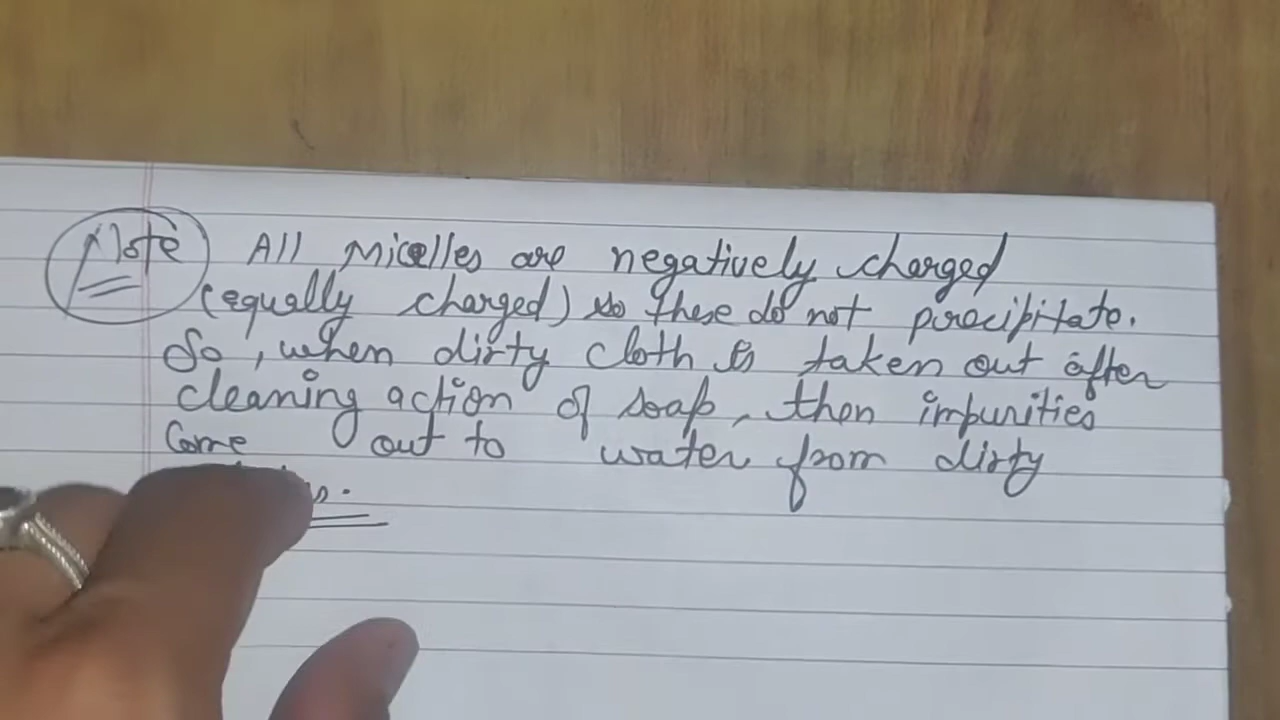 Note All Micelles are negatively charged
(equally charged) so these do not precipitate.
So, when dirty cloth is taken out after
cleaning action of soap, then impurities
Come out to water from dirty